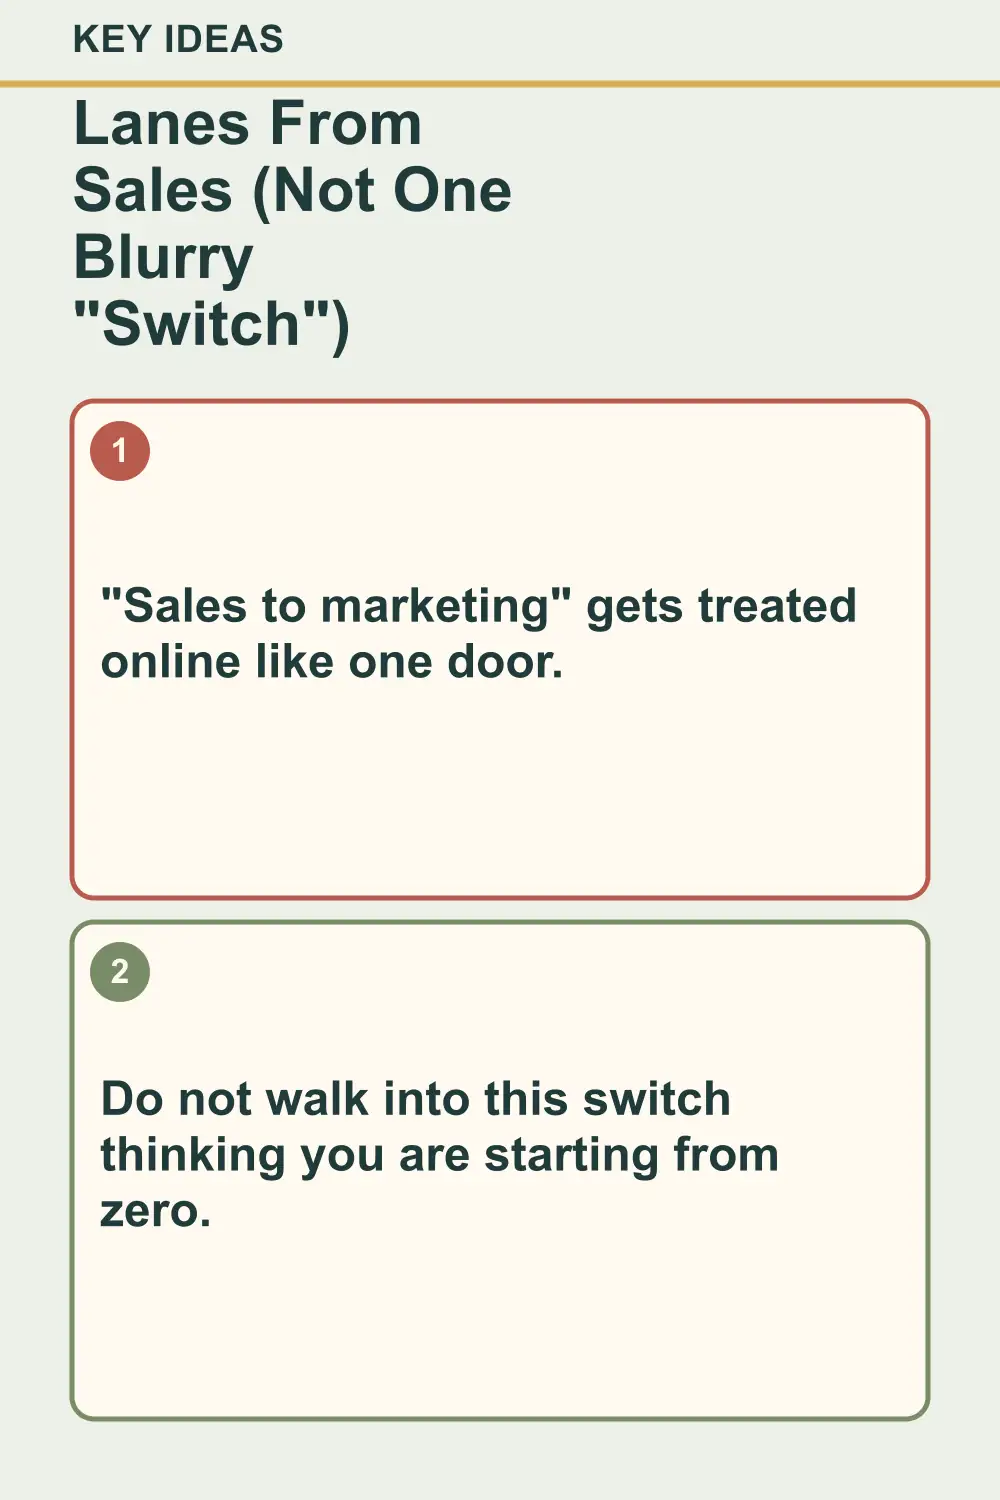 KEY IDEAS
Lanes From
Sales (Not One
Blurry
"Switch")
1
"Sales to marketing" gets treated
online like one door.
2
Do not walk into this switch
thinking you are starting from
zero.